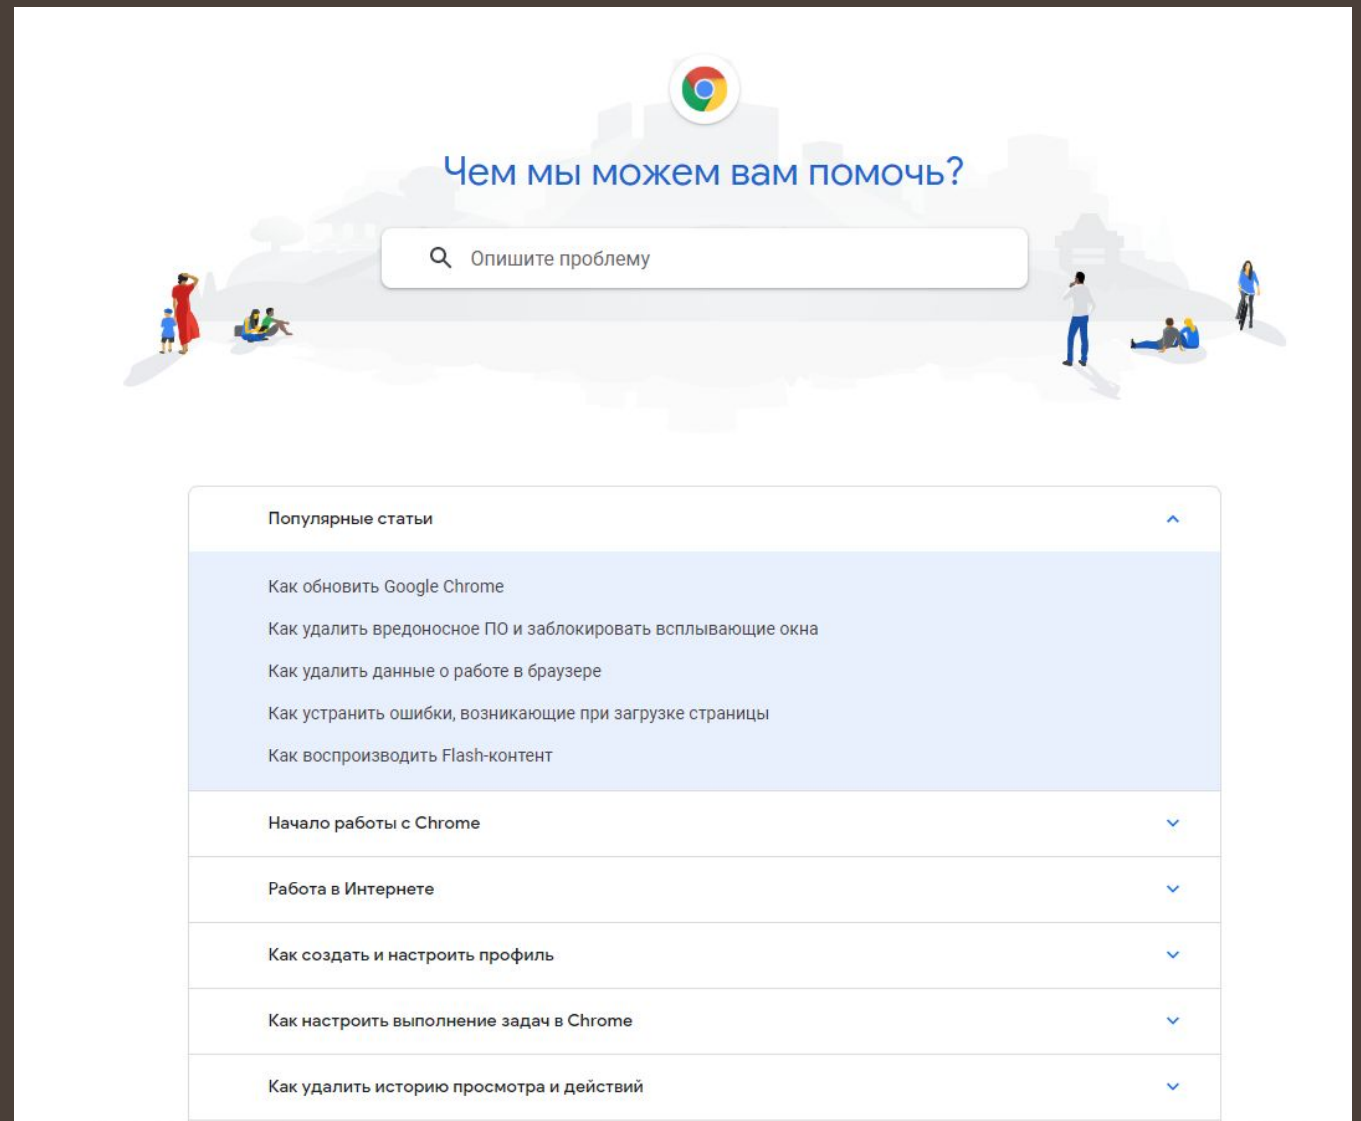 Чем мы можем вам помочь?
Опишите проблему
Популярные статьи
Как обновить Google Chrome
Как удалить вредоносное ПО и заблокировать всплывающие окна
Как удалить данные о работе в браузере
Как устранить ошибки, возникающие при загрузке страницы
Как воспроизводить Flash-контент
Начало работы с Chrome
Работа в Интернете
Как создать и настроить профиль
Как настроить выполнение задач в Chrome
Как удалить историю просмотра и действий